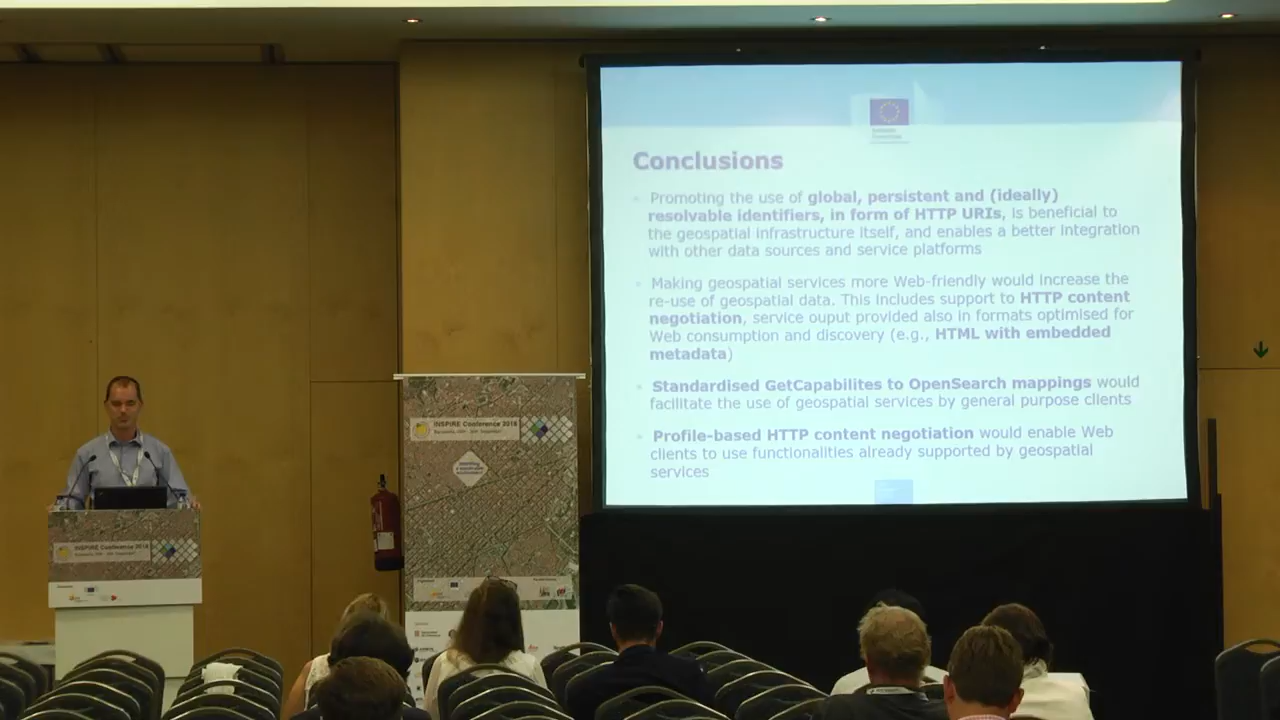 Conclusions
Promoting the use of global, persistent and (ideally)
resolvable identifiers, in form of HTTP URIs, is beneficial to
the geospatial infrastructure itself, and enables a better integration
with other data sources and service platforms
Making geospatial services more Web-friendly would increase the
re-use of geospatial data. This includes support to HTTP content
negotiation, service ouput provided also in formats optimised for
Web consumption and discovery (e.g., HTML with embedded
metadata)
Standardised GetCapabilites to OpenSearch mappings would
facilitate the use of geospatial services by general purpose clients
Profile-based HTTP content negotiation would enable Web
clients to use functionalities already supported by geospatial
services
INSPIRE Conference 2016
INSPIRE Conference 2016